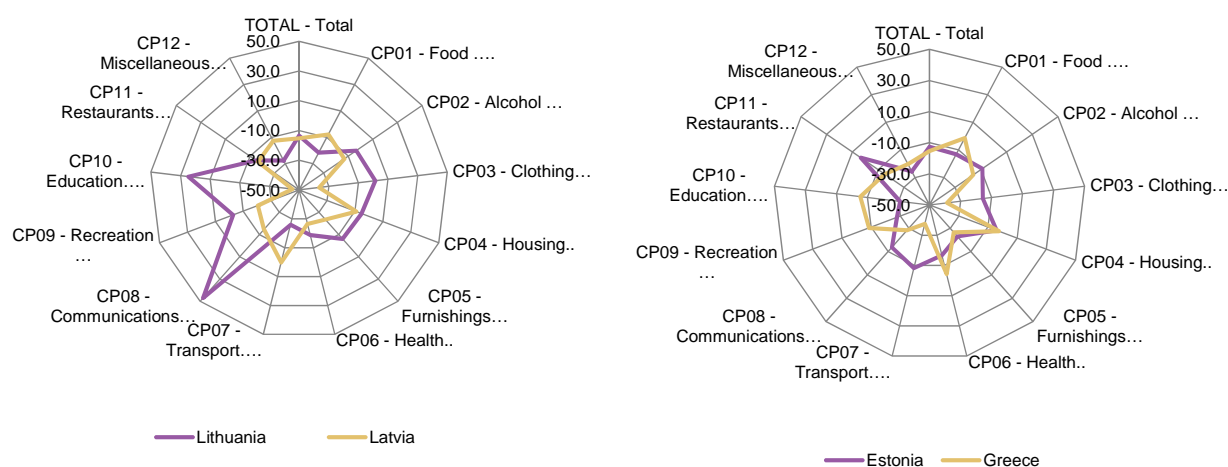 TOTAL - Total
CP01 - Food ….
CP02 - Alcohol …
CP03 - Clothing…
CP04 - Housing..
CP05 -
Furnishings…
CP06 - Health..
CP07 -
Transport….
CP08 -
Communications…
CP09 - Recreation
…
CP10 -
Education….
CP11 -
Restaurants…
CP12 -
Miscellaneous…
50.0
30.0
10.0
-10.0
-30.0
-50.0
Lithuania
Latvia
TOTAL - Total
CP01 - Food ….
CP02 - Alcohol …
CP03 - Clothing…
CP04 - Housing..
CP05 -
Furnishings…
CP06 - Health..
CP07 -
Transport….
CP08 -
Communications…
CP09 - Recreation
…
CP10 -
Education….
CP11 -
Restaurants…
CP12 -
Miscellaneous…
50.0
30.0
10.0
-10.0
-30.0
-50.0
Estonia
Greece